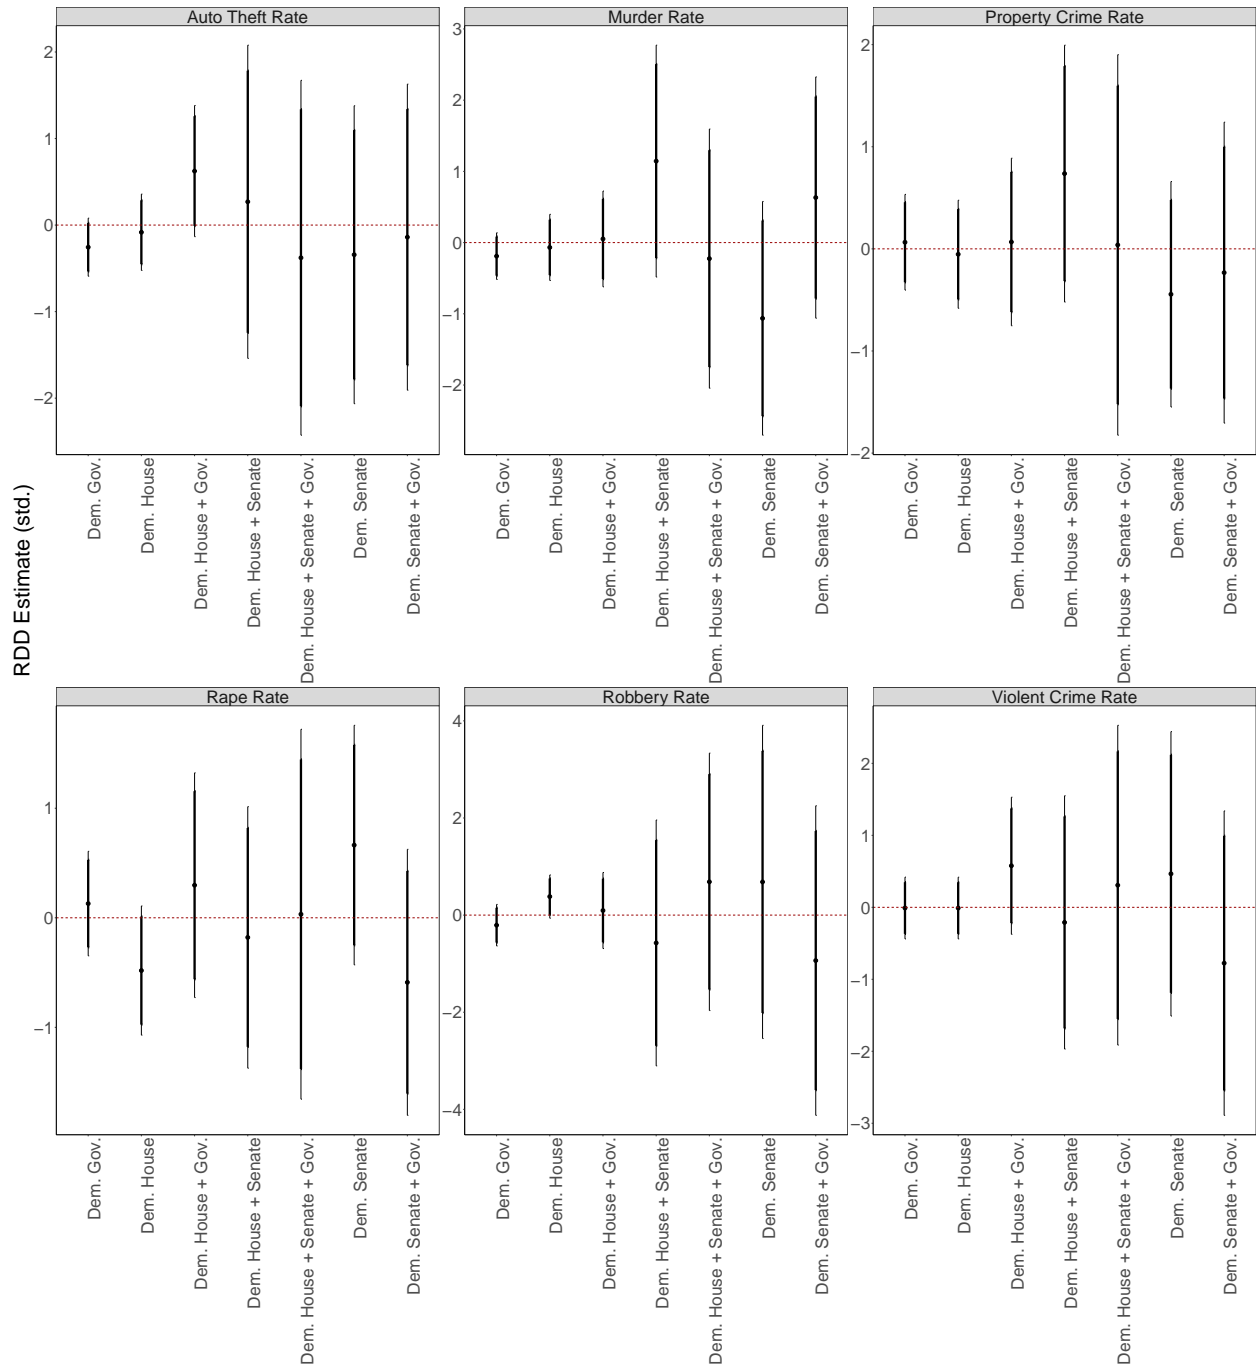 Auto Theft Rate
Murder Rate
Property Crime Rate
2
1
0
−1
−2
3
2
1
0
−1
−2
2
1
0
−1
−2
Dem. Gov.
Dem. House
Dem. House + Gov.
Dem. House + Senate
Dem. House + Senate + Gov.
Dem. Senate
Dem. Senate + Gov.
Dem. Gov.
Dem. House
Dem. House + Gov.
Dem. House + Senate
Dem. House + Senate + Gov.
Dem. Senate
Dem. Senate + Gov.
Dem. Gov.
Dem. House
Dem. House + Gov.
Dem. House + Senate
Dem. House + Senate + Gov.
Dem. Senate
Dem. Senate + Gov.
RDD Estimate (std.)
Rape Rate
Robbery Rate
Violent Crime Rate
1
0
−1
4
2
0
−2
−4
2
1
0
−1
−2
−3
Dem. Gov.
Dem. House
Dem. House + Gov.
Dem. House + Senate
Dem. House + Senate + Gov.
Dem. Senate
Dem. Senate + Gov.
Dem. Gov.
Dem. House
Dem. House + Gov.
Dem. House + Senate
Dem. House + Senate + Gov.
Dem. Senate
Dem. Senate + Gov.
Dem. Gov.
Dem. House
Dem. House + Gov.
Dem. House + Senate
Dem. House + Senate + Gov.
Dem. Senate
Dem. Senate + Gov.